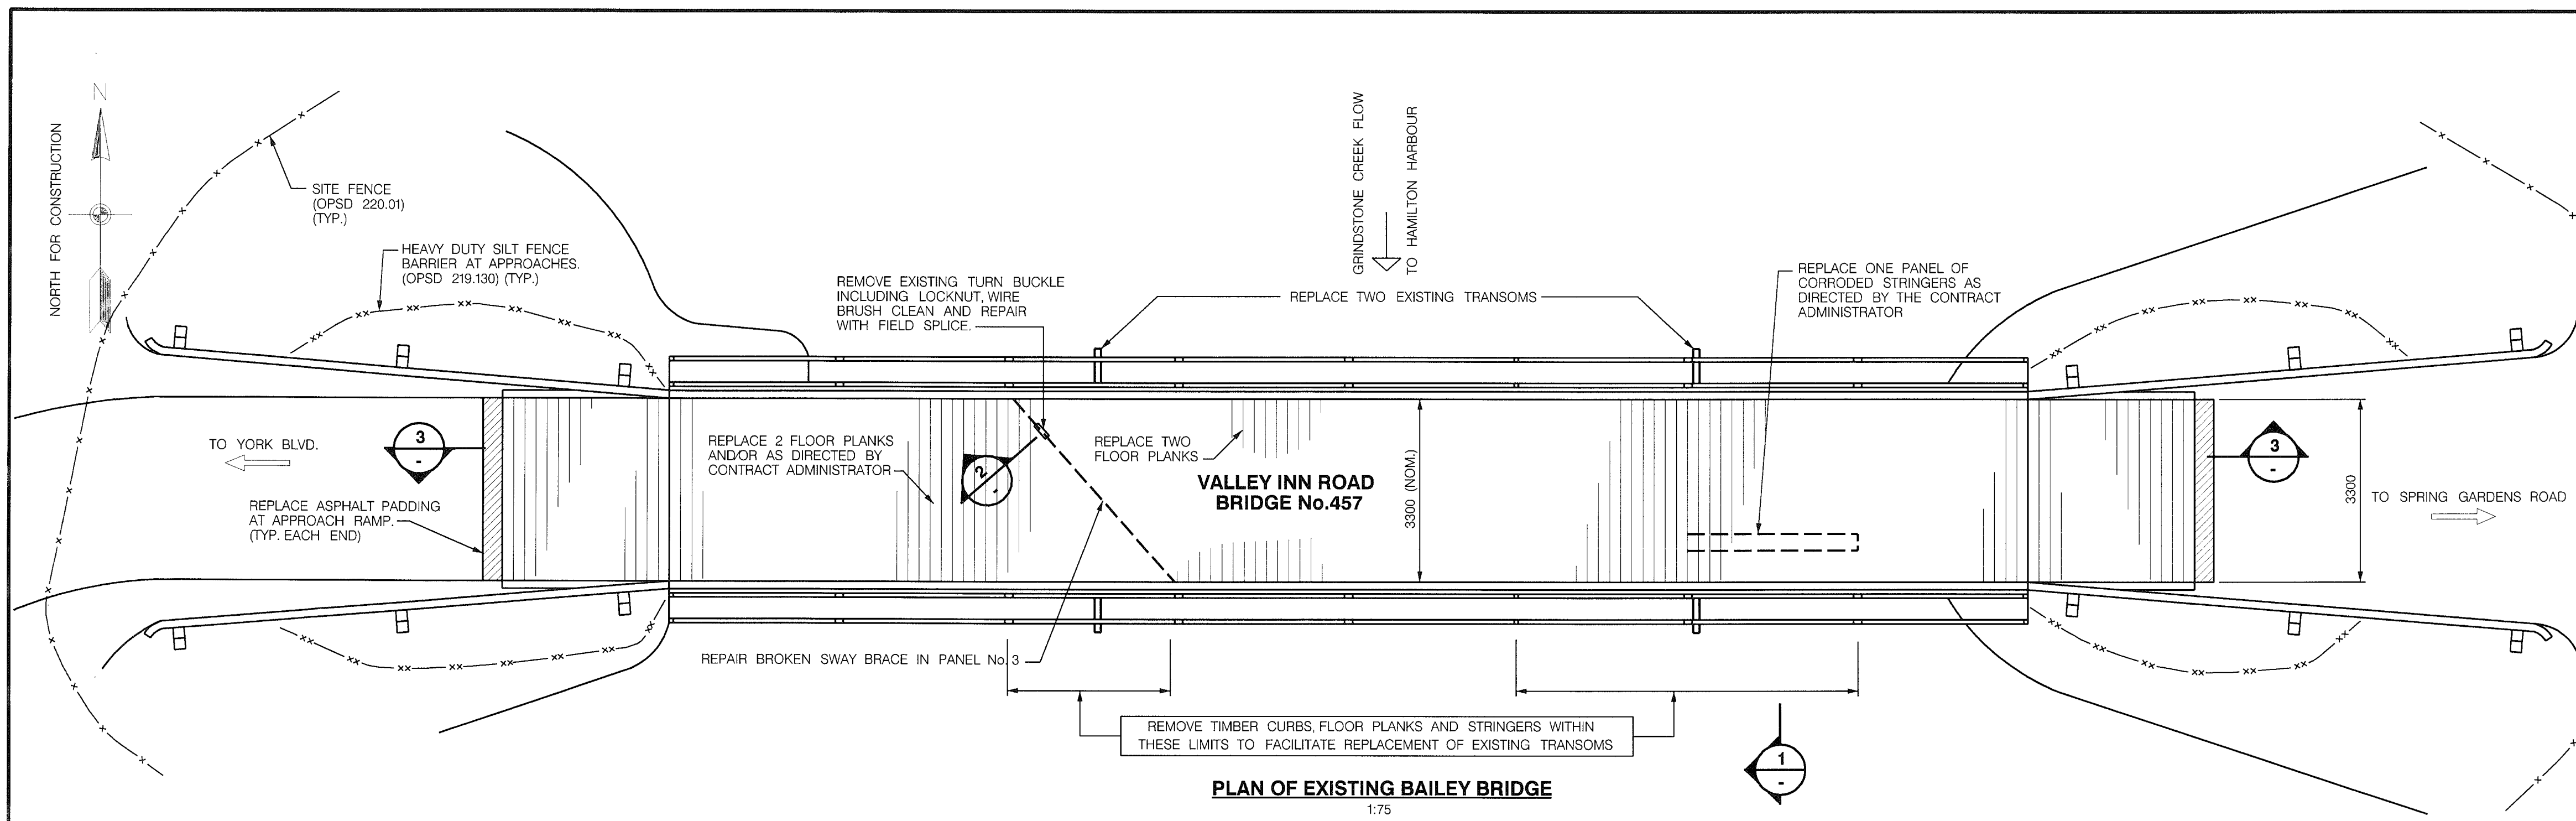 N
NORTH FOR CONSTRUCTION
SITE FENCE
(OPSD 220.01)
(TYP.)
HEAVY DUTY SILT FENCE
BARRIER AT APPROACHES.
(OPSD 219.130) (TYP.)
REMOVE EXISTING TURN BUCKLE
INCLUDING LOCKNUT, WIRE
BRUSH CLEAN AND REPAIR
WITH FIELD SPLICE.
GRINDSTONE CREEK FLOW
TO HAMILTON HARBOUR
REPLACE TWO EXISTING TRANSOMS
REPLACE ONE PANEL OF
CORRODED STRINGERS AS
DIRECTED BY THE CONTRACT
ADMINISTRATOR
TO YORK BLVD.
3
-
REPLACE ASPHALT PADDING
AT APPROACH RAMP.
(TYP. EACH END)
REPLACE 2 FLOOR PLANKS
AND/OR AS DIRECTED BY
CONTRACT ADMINISTRATOR
2
-
REPLACE TWO
FLOOR PLANKS
VALLEY INN ROAD
BRIDGE No.457
3300 (NOM.)
3
-
3300
TO SPRING GARDENS ROAD
REPAIR BROKEN SWAY BRACE IN PANEL No. 3
REMOVE TIMBER CURBS, FLOOR PLANKS AND STRINGERS WITHIN
THESE LIMITS TO FACILITATE REPLACEMENT OF EXISTING TRANSOMS
1
-
PLAN OF EXISTING BAILEY BRIDGE
1:75